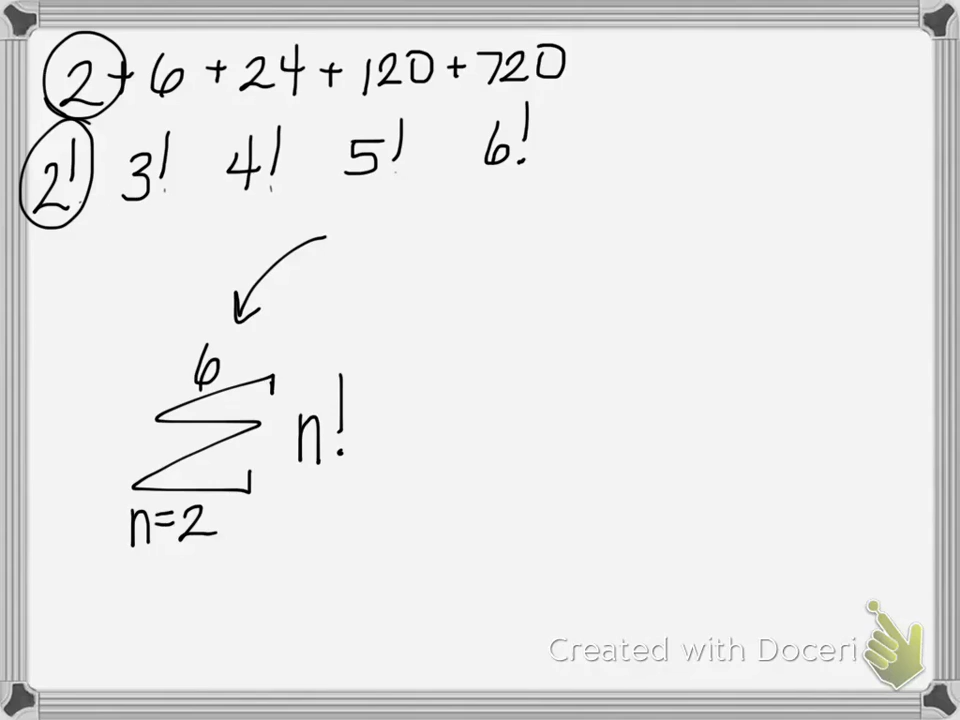 2 + 6 + 24 + 120 + 720
2! 3! 4! 5! 6!
6
Σ n!
n=2
Created with Doceri